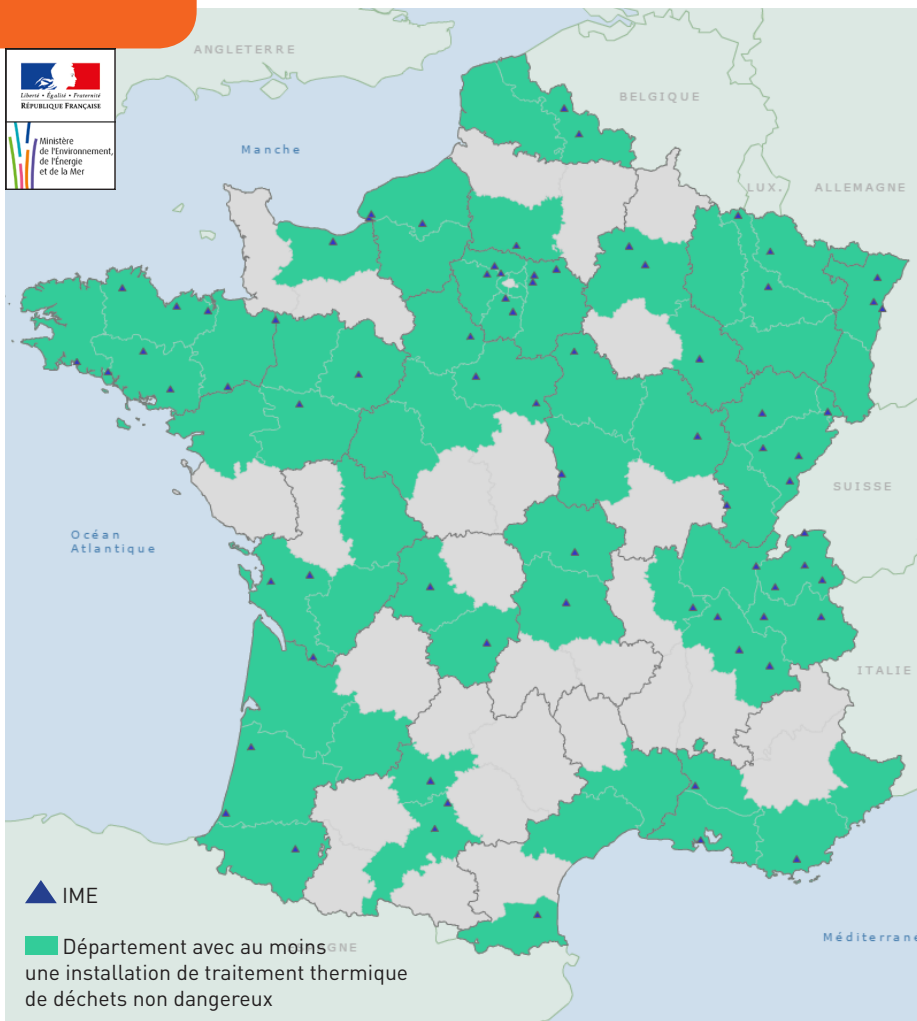 ANGLETERRE
Liberté • Égalité • Fraternité
RÉPUBLIQUE FRANÇAISE
BELGIQUE
Ministère
de l'Environnement,
de l'Énergie
et de la Mer
Manche
LUX.
ALLEMAGNE
SUISSE
Océan
Atlantique
ITALIE
IME
Méditerrane
Département avec au moins
une installation de traitement thermique
de déchets non dangereux